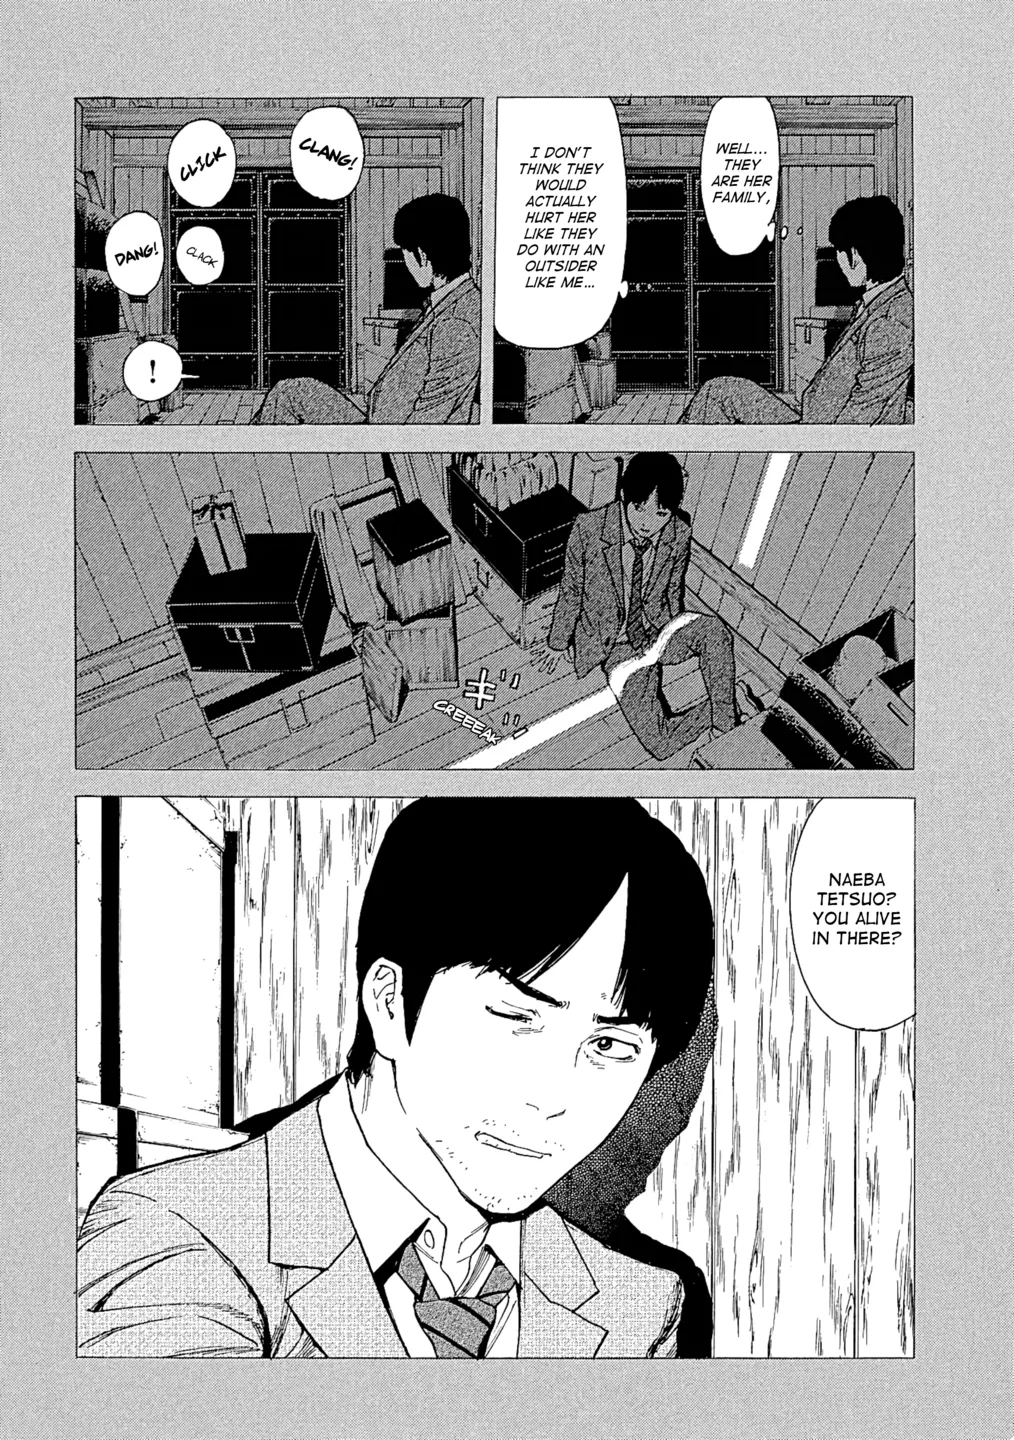 WELL...
THEY
ARE HER
FAMILY,
I DON'T
THINK THEY
WOULD
ACTUALLY
HURT HER
LIKE THEY
DO WITH AN
OUTSIDER
LIKE ME...
CLANG!
CLICK
CLACK
DANG!
!
ギ
CREEEAK
NAEBA
TETSUO?
YOU ALIVE
IN THERE?